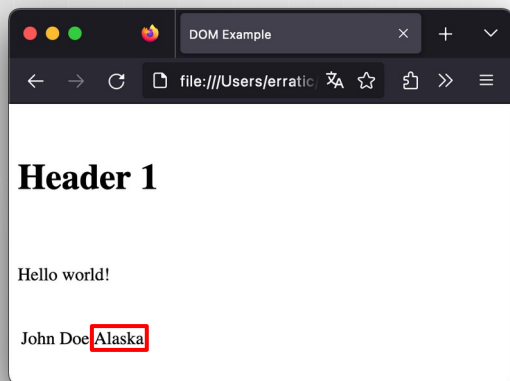 DOM Example
file:///Users/erratic/
Header 1
Hello world!
John Doe Alaska